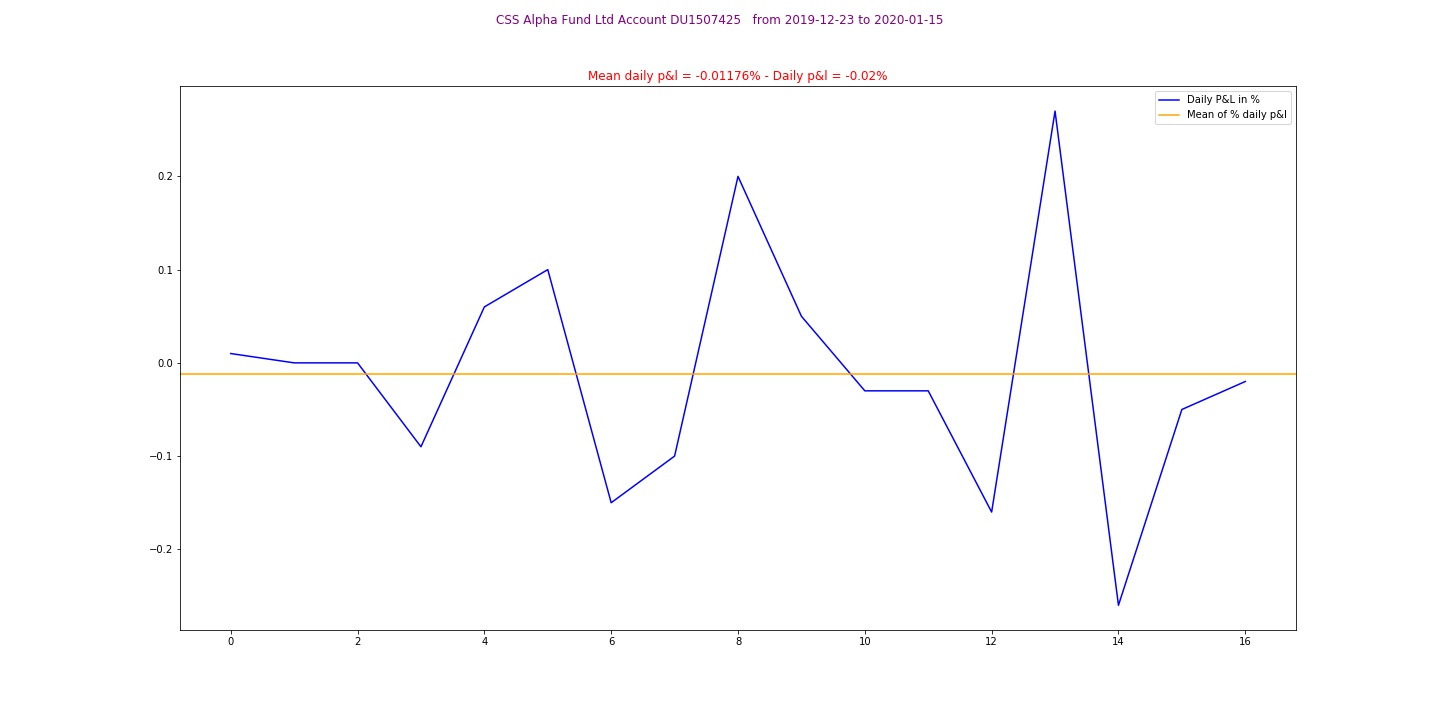 CSS Alpha Fund Ltd Account DU1507425   from 2019-12-23 to 2020-01-15
Mean daily p&l = -0.01176% - Daily p&l = -0.02%
Daily P&L in %
Mean of % daily p&l
0.2
0.1
0.0
−0.1
−0.2
0 2 4 6 8 10 12 14 16